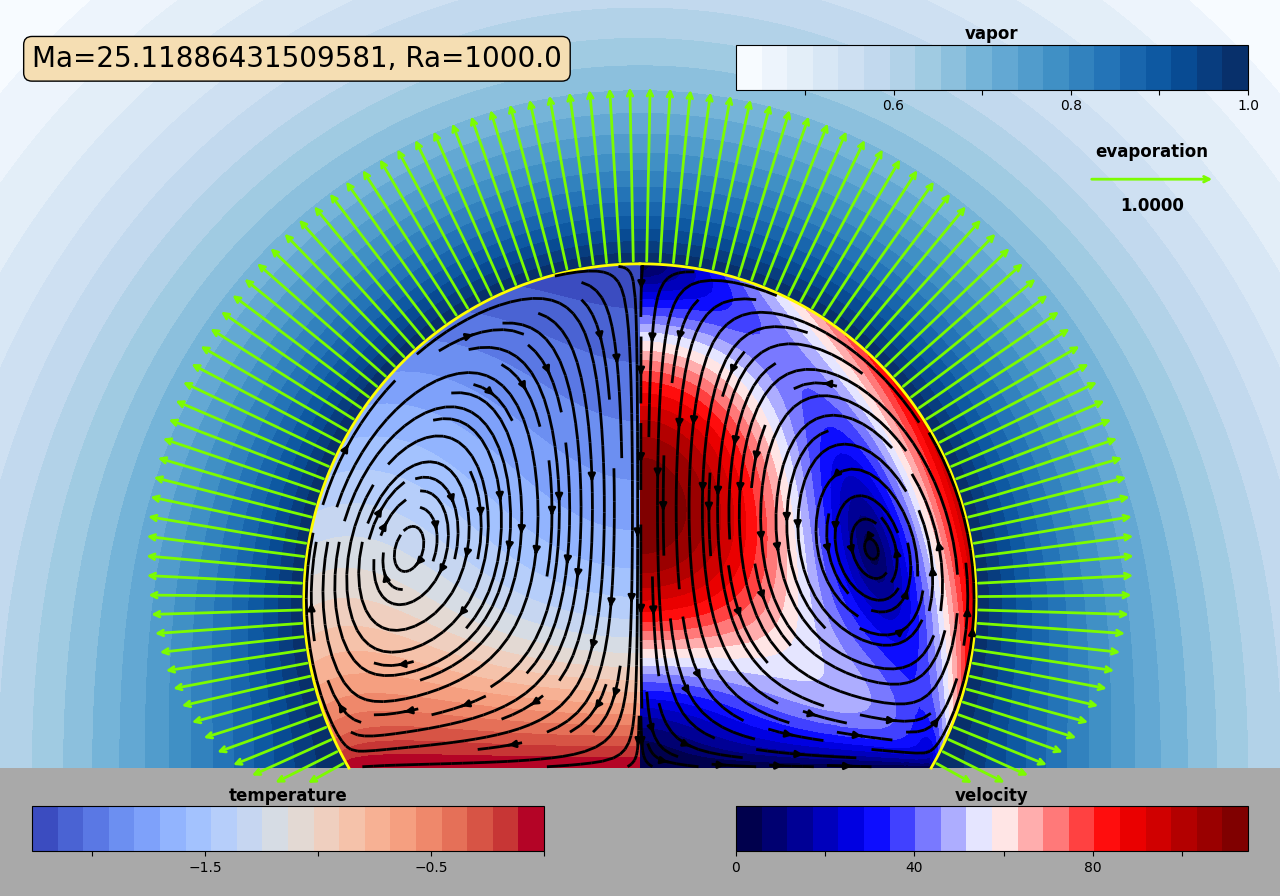 Ma=25.11886431509581, Ra=1000.0
vapor
0.6 0.8 1.0
evaporation
1.0000
temperature
−1.5 −0.5
velocity
0 40 80